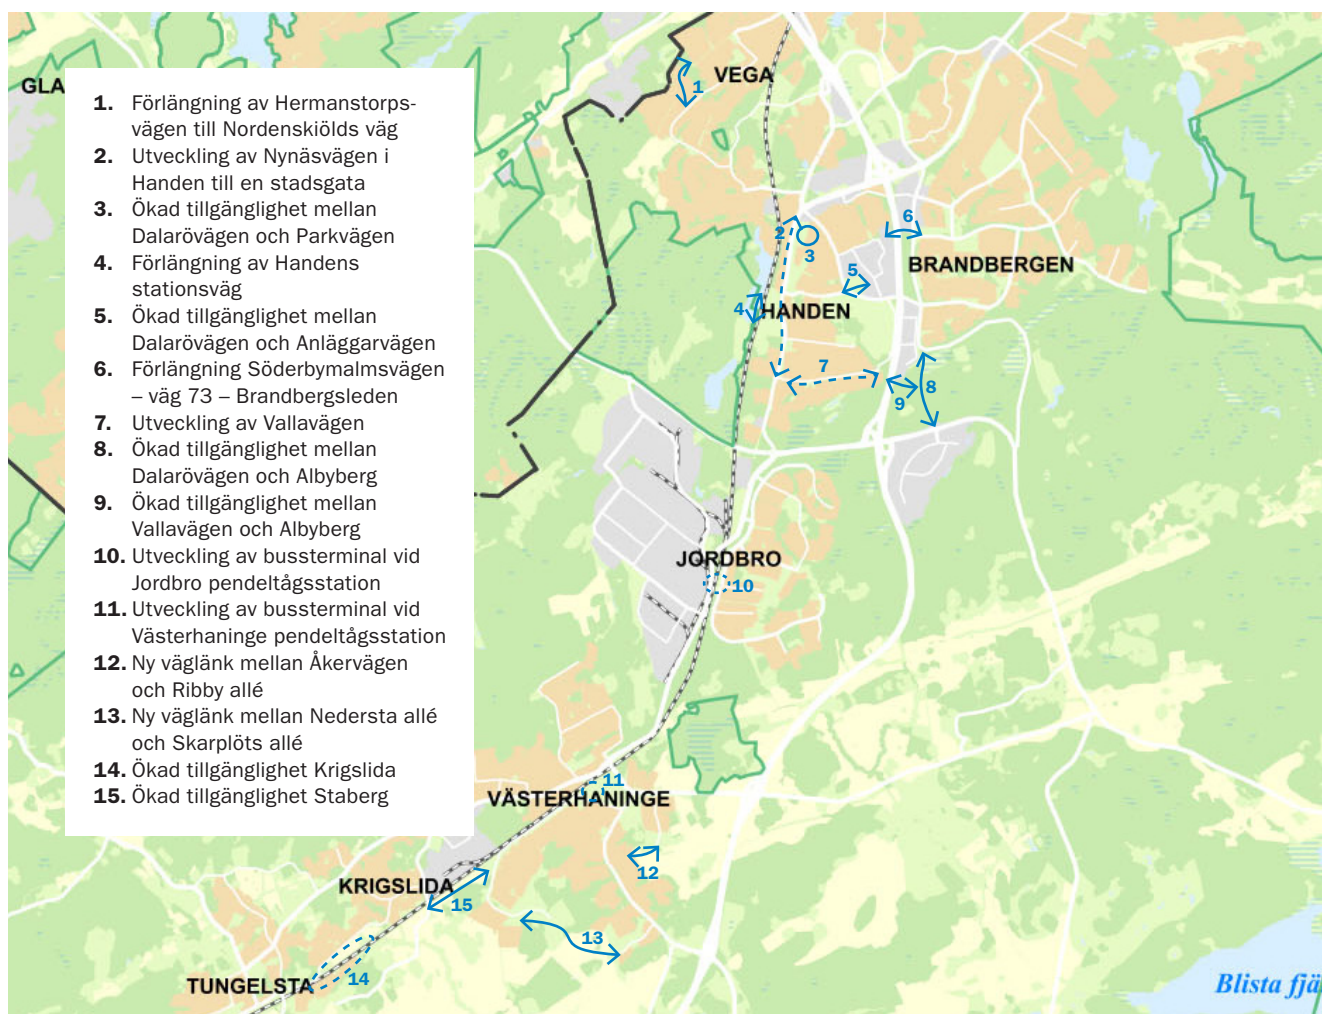 GLA
1. Förlängning av Hermanstorps-
vägen till Nordenskiölds väg
2. Utveckling av Nynäsvägen i
Handen till en stadsgata
3. Ökad tillgänglighet mellan
Dalarövägen och Parkvägen
4. Förlängning av Handens
stationsväg
5. Ökad tillgänglighet mellan
Dalarövägen och Anläggarvägen
6. Förlängning Söderbymalmsvägen
– väg 73 – Brandbergsleden
7. Utveckling av Vallavägen
8. Ökad tillgänglighet mellan
Dalarövägen och Albyberg
9. Ökad tillgänglighet mellan
Vallavägen och Albyberg
10. Utveckling av bussterminal vid
Jordbro pendeltågsstation
11. Utveckling av bussterminal vid
Västerhaninge pendeltågsstation
12. Ny väglänk mellan Åkervägen
och Ribby allé
13. Ny väglänk mellan Nedersta allé
och Skarplöts allé
14. Ökad tillgänglighet Krigslida
15. Ökad tillgänglighet Staberg
VEGA
1
6
2
3
BRANDBERGEN
5
4
HANDEN
7
8
9
JORDBRO
10
11
VÄSTERHANINGE
12
KRIGSLIDA
15
13
14
TUNGELSTA
Blista fjä